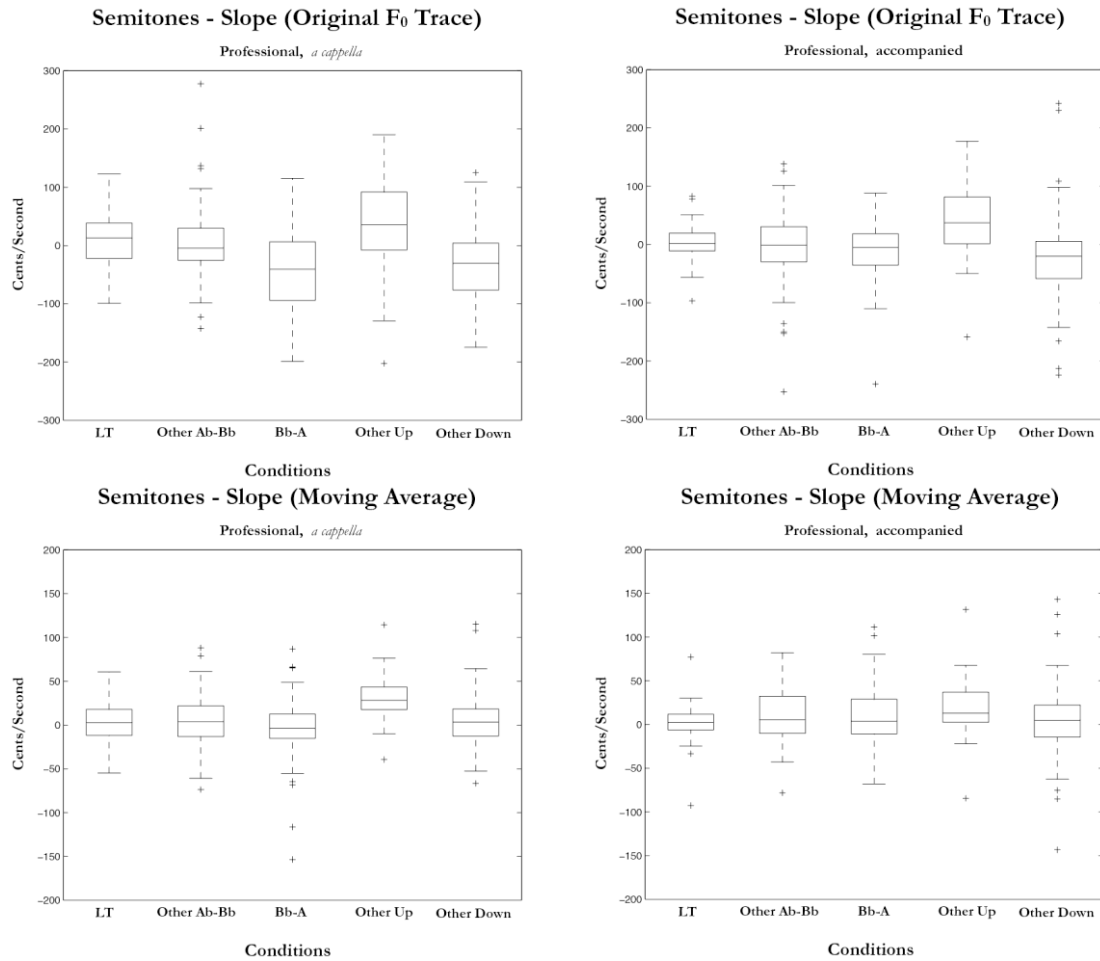 Semitones - Slope (Original F₀ Trace)
Professional, a cappella
Cents/Second
300
200
100
0
−100
−200
−300
LT Other Ab-Bb Bb-A Other Up Other Down
Conditions
Semitones - Slope (Original F₀ Trace)
Professional, accompanied
Cents/Second
300
200
100
0
−100
−200
−300
LT Other Ab-Bb Bb-A Other Up Other Down
Conditions
Semitones - Slope (Moving Average)
Professional, a cappella
Cents/Second
200
150
100
50
0
−50
−100
−150
−200
LT Other Ab-Bb Bb-A Other Up Other Down
Conditions
Semitones - Slope (Moving Average)
Professional, accompanied
Cents/Second
200
150
100
50
0
−50
−100
−150
−200
LT Other Ab-Bb Bb-A Other Up Other Down
Conditions